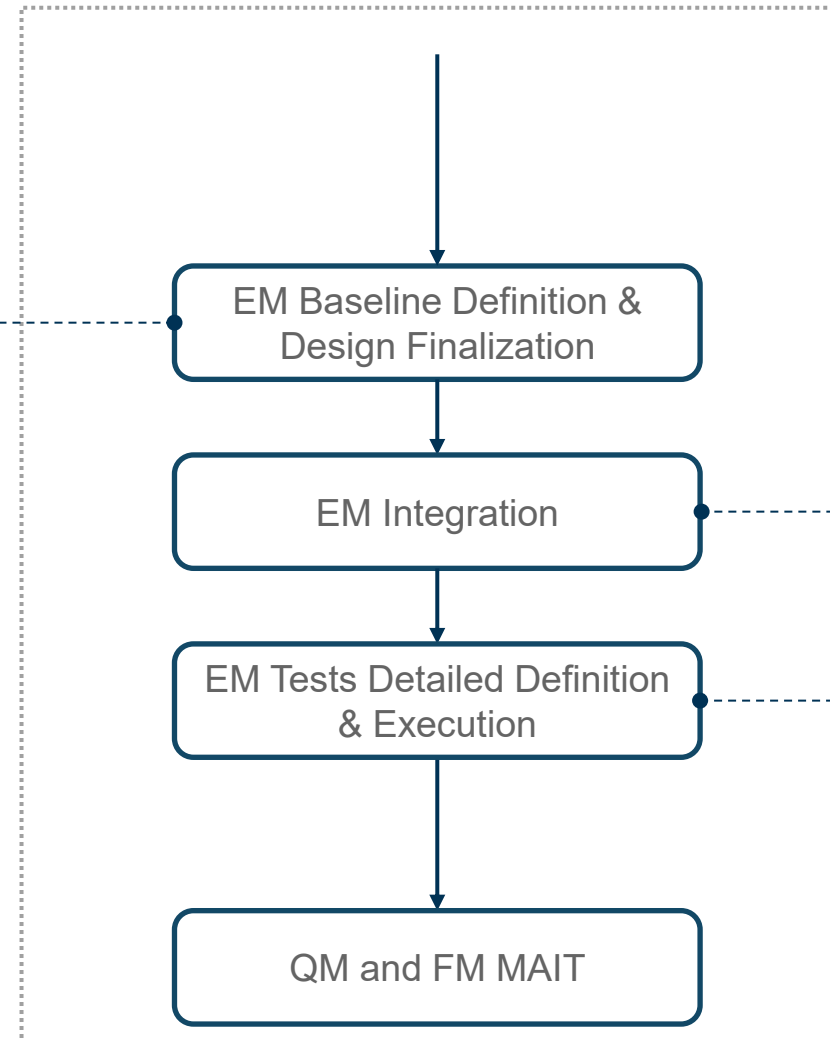 EM Baseline Definition &
Design Finalization
EM Integration
EM Tests Detailed Definition
& Execution
QM and FM MAIT